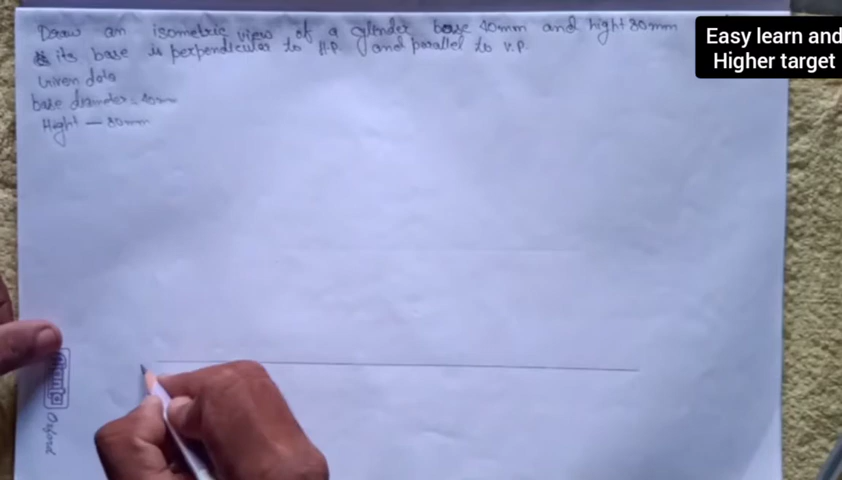 Draw an isometric view of a cylinder base 40mm and hight 80mm
its base is perpendicular to H.P. and parallel to V.P.
Given data
base diameter - 40mm
Hight — 80mm
Easy learn and
Higher target
Oxford